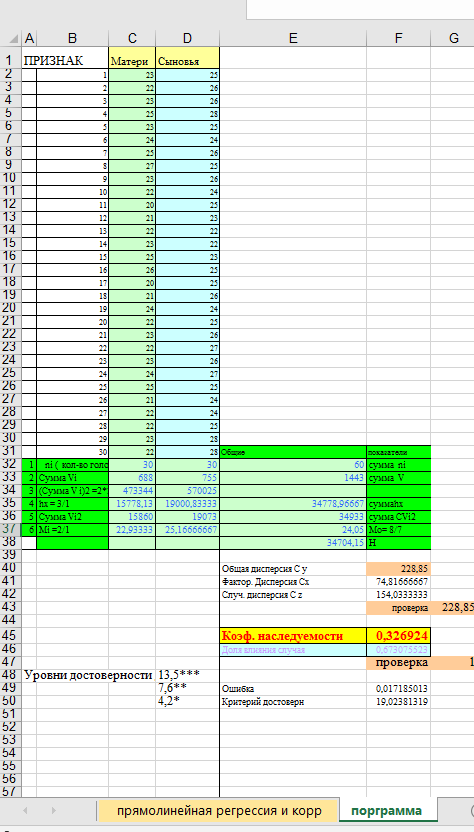 A B C D E F G
1 ПРИЗНАК Матери Сыновья
2 1 23 25
3 2 22 26
4 3 23 26
5 4 25 28
6 5 23 25
7 6 24 24
8 7 25 26
9 8 27 25
10 9 23 26
11 10 22 24
12 11 20 25
13 12 21 23
14 13 22 22
15 14 23 22
16 15 25 23
17 16 26 25
18 17 20 25
19 18 21 26
20 19 24 24
21 20 22 25
22 21 23 26
23 22 22 27
24 23 23 26
25 24 24 27
26 25 25 25
27 26 21 24
28 27 22 24
29 28 22 25
30 29 23 28
31 30 22 28 Общие показатели
32 1 ni ( кол-во голо 30 30 60 сумма ni
33 2 Сумма Vi 688 755 1443 сумма V
34 3 (Сумма Vi)2 =2* 473344 570025
35 4 hx = 3/1 15778,13 19000,83333 34778,96667 суммаhx
36 5 Сумма Vi2 15860 19073 34933 сумма СVi2
37 6 Mi =2/1 22,93333 25,16666667 24,05 Mo= 8/7
38 34704,15 H
39
40 Общая дисперсия С y 228,85
41 Фактор. Дисперсия Сx 74,81666667
42 Случ. дисперсия C z 154,0333333
43 проверка 228,85
44
45 Коэф. наследуемости 0,326924
46 Доля влияния случая 0,673075523
47 проверка 1
48 Уровни достоверности 13,5***
49 7,6** Ошибка 0,017185013
50 4,2* Критерий достоверн 19,02381319
51
52
53
54
55
56
57
прямолинейная регрессия и корр порграмма